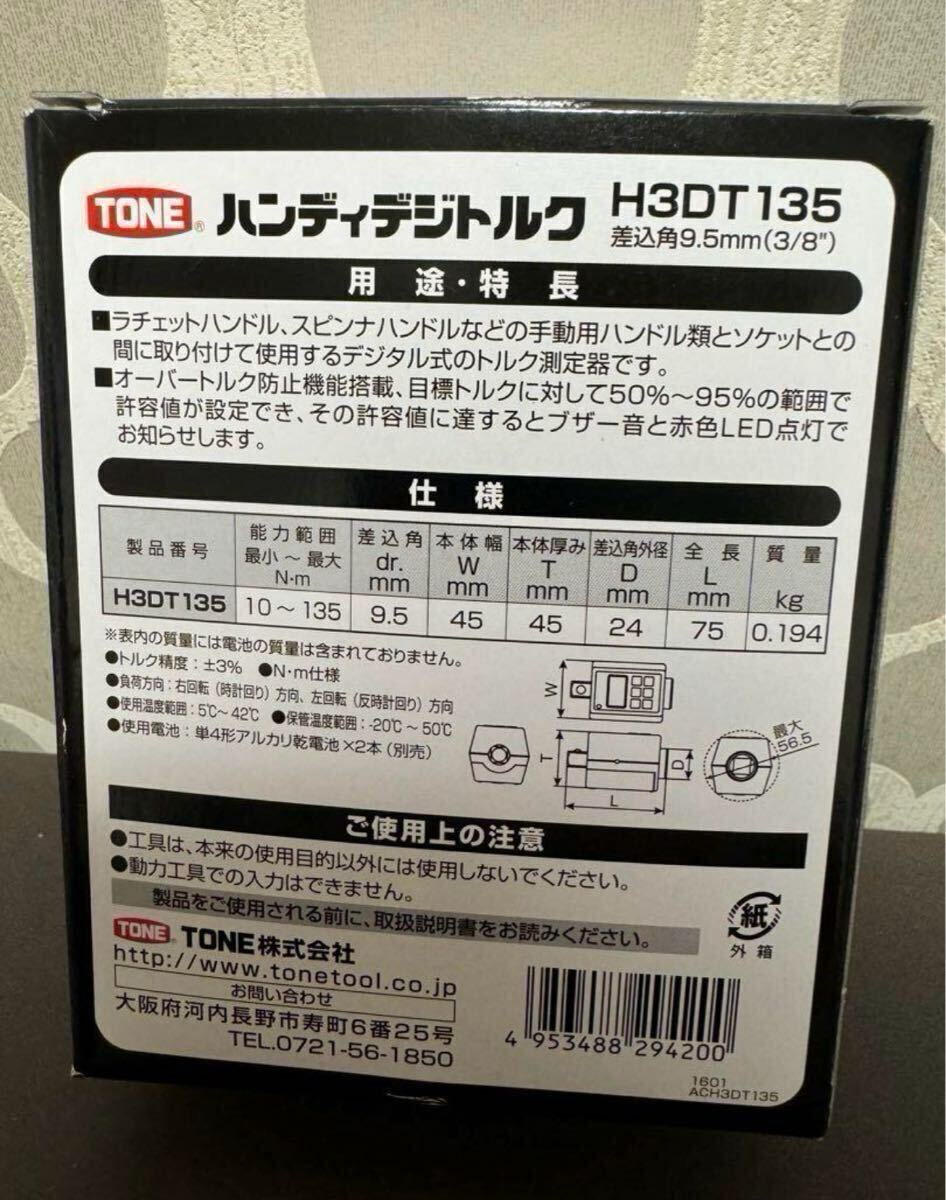 TONE® ハンディデジトルク H3DT135
差込角9.5mm(3/8")
用途・特長
■ラチェットハンドル、スピンナハンドルなどの手動用ハンドル類とソケットとの
間に取り付けて使用するデジタル式のトルク測定器です。
■オーバートルク防止機能搭載、目標トルクに対して50%〜95%の範囲で
許容値が設定でき、その許容値に達するとブザー音と赤色LED点灯で
お知らせします。
仕様
製品番号 能力範囲 最小〜最大 N・m 差込角 dr. mm 本体幅 W mm 本体厚み T mm 差込角外径 D mm 全長 L mm 質量 kg
H3DT135 10〜135 9.5 45 45 24 75 0.194
※表内の質量には電池の質量は含まれておりません。
●トルク精度:±3% ●N・m仕様
●負荷方向:右回転(時計回り)方向、左回転(反時計回り)方向
●使用温度範囲:5℃〜42℃ ●保管温度範囲:-20℃〜50℃
●使用電池:単4形アルカリ乾電池×2本(別売)
W
T
D
L
最大
56.5
ご使用上の注意
●工具は、本来の使用目的以外には使用しないでください。
●動力工具での入力はできません。
製品をご使用される前に、取扱説明書をお読みください。
紙
外箱
TONE® TONE株式会社
http://www.tonetool.co.jp
お問い合わせ
大阪府河内長野市寿町6番25号
TEL.0721-56-1850
4 953488 294200
1601
ACH3DT135